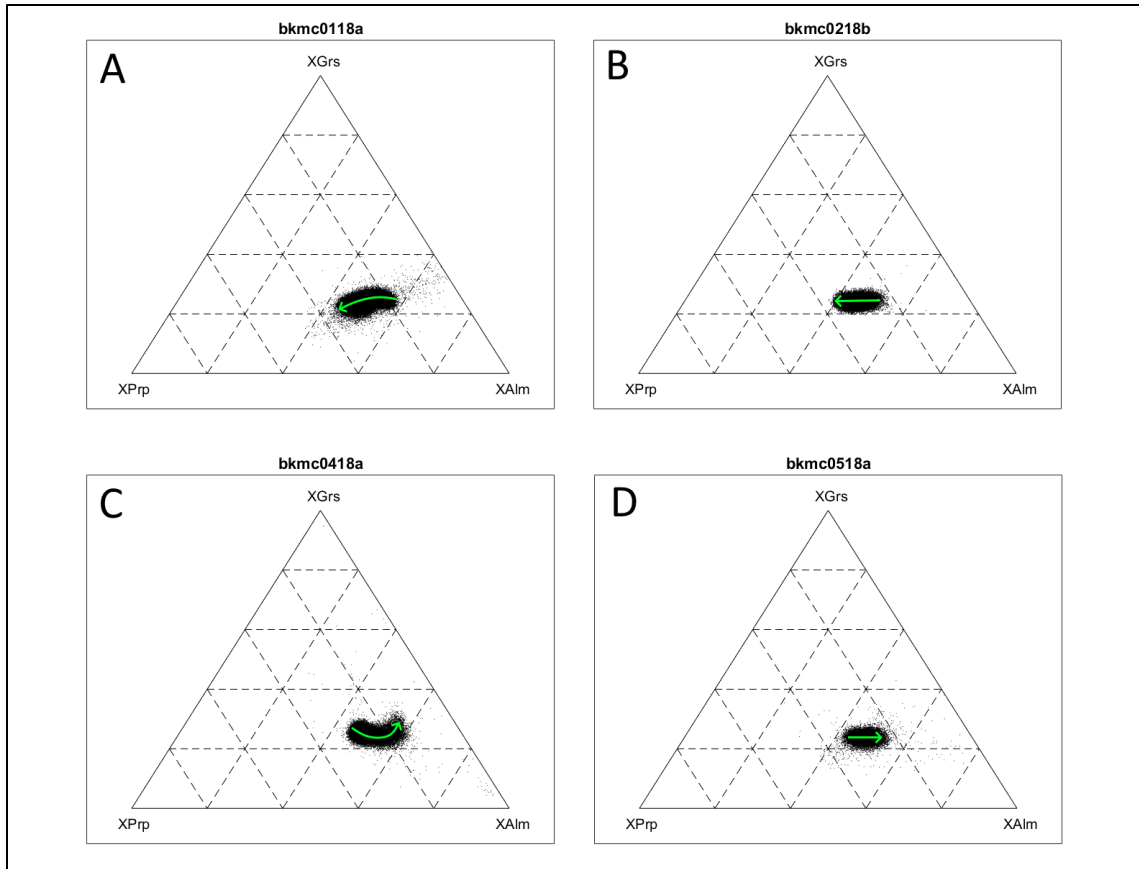 bkmc0118a
A
XGrs
XPrp
XAlm
bkmc0218b
B
XGrs
XPrp
XAlm
bkmc0418a
C
XGrs
XPrp
XAlm
bkmc0518a
D
XGrs
XPrp
XAlm